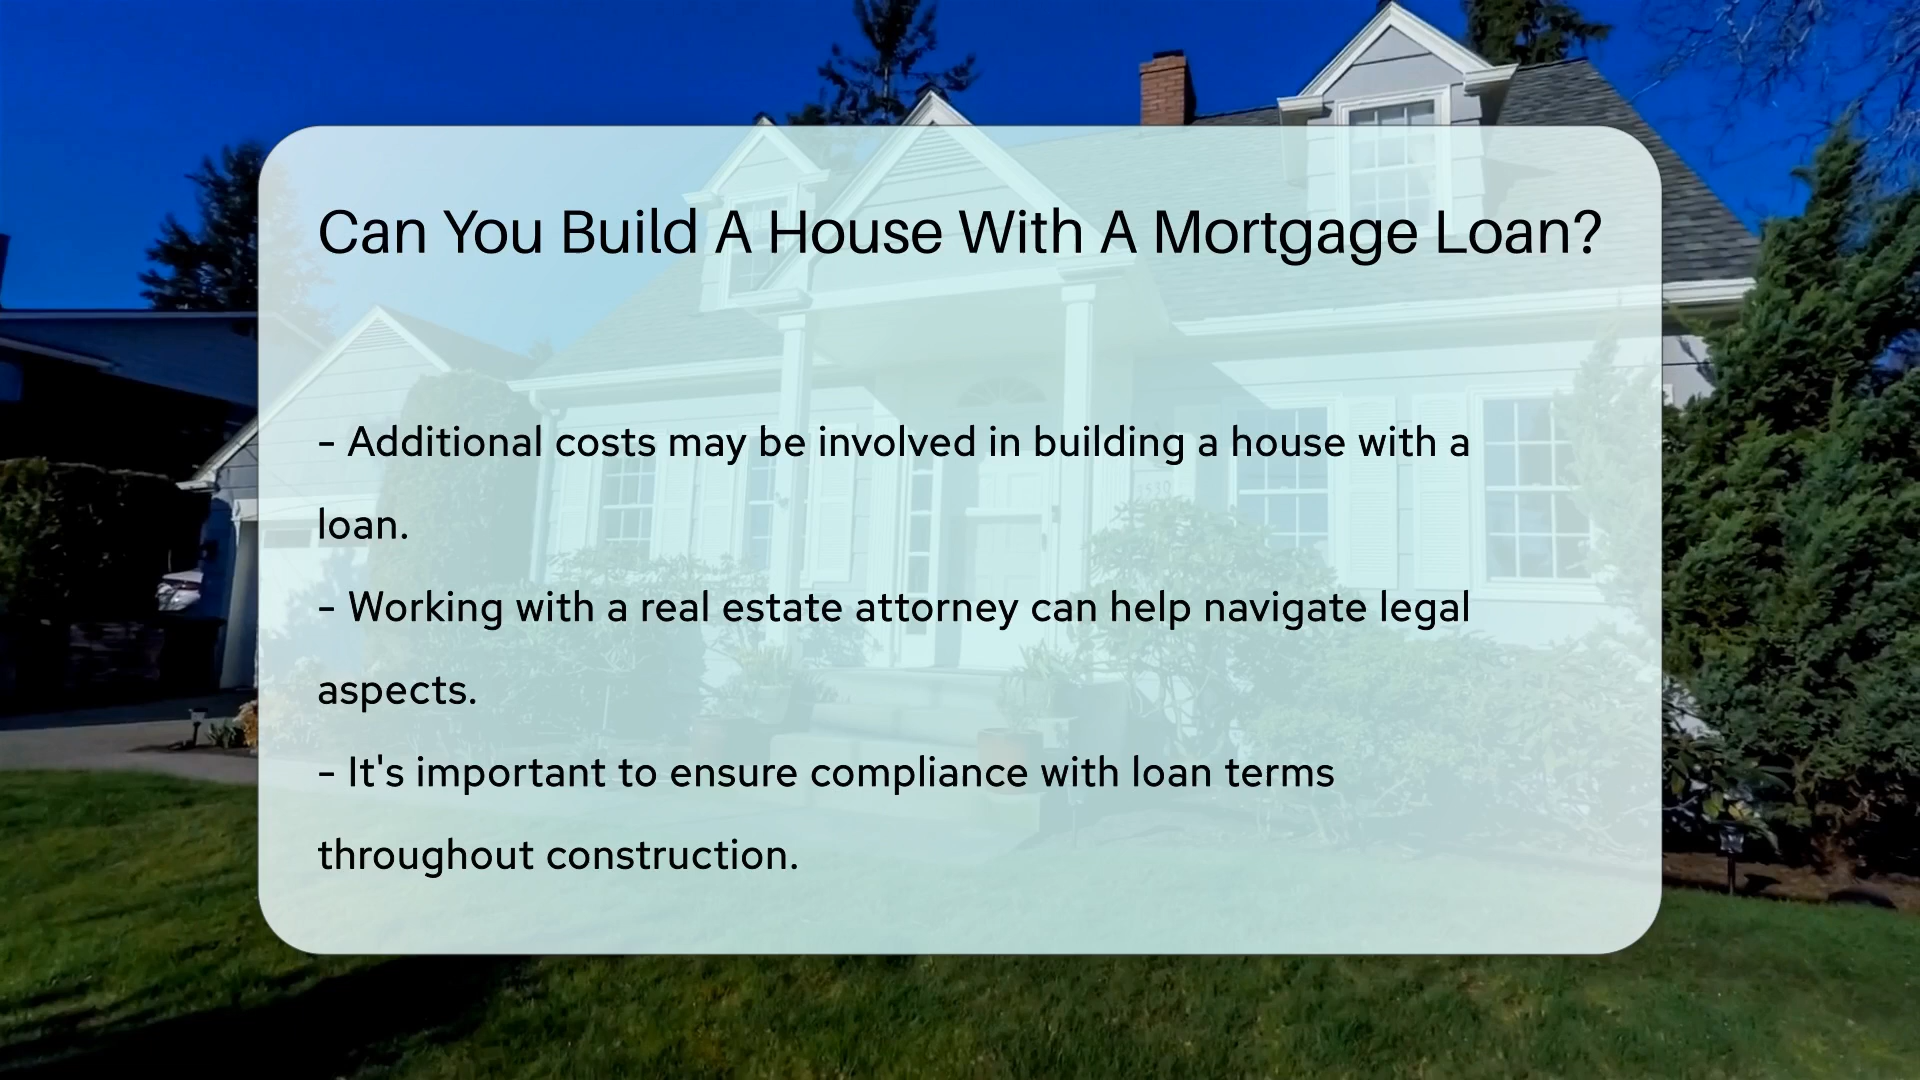 Can You Build A House With A Mortgage Loan?
- Additional costs may be involved in building a house with a
loan.
- Working with a real estate attorney can help navigate legal
aspects.
- It's important to ensure compliance with loan terms
throughout construction.